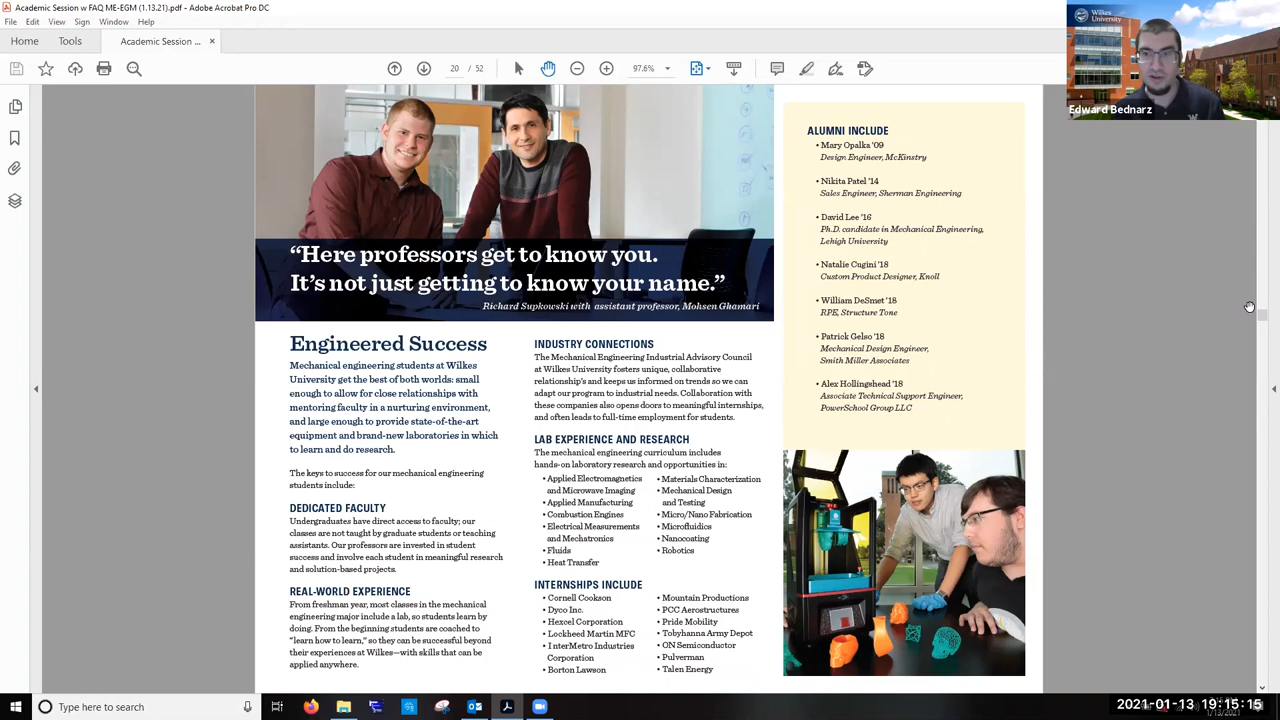 Academic Session w FAQ ME-EGM (1.13.21).pdf - Adobe Acrobat Pro DC
File Edit View Sign Window Help
Home Tools Academic Session ... ×
20 / 52 97.6%
Wilkes University
Edward Bednarz
“Here professors get to know you.
It’s not just getting to know your name.”
Richard Supkowski with assistant professor, Mohsen Ghamari
Engineered Success
Mechanical engineering students at Wilkes
University get the best of both worlds: small
enough to allow for close relationships with
mentoring faculty in a nurturing environment,
and large enough to provide state-of-the-art
equipment and brand-new laboratories in which
to learn and do research.
The keys to success for our mechanical engineering
students include:
DEDICATED FACULTY
Undergraduates have direct access to faculty; our
classes are not taught by graduate students or teaching
assistants. Our professors are invested in student
success and involve each student in meaningful research
and solution-based projects.
REAL-WORLD EXPERIENCE
From freshman year, most classes in the mechanical
engineering major include a lab, so students learn by
doing. From the beginning students are coached to
“learn how to learn,” so they can be successful beyond
their experiences at Wilkes—with skills that can be
applied anywhere.
INDUSTRY CONNECTIONS
The Mechanical Engineering Industrial Advisory Council
at Wilkes University fosters unique, collaborative
relationship’s and keeps us informed on trends so we can
adapt our program to industrial needs. Collaboration with
these companies also opens doors to meaningful internships,
and often leads to full-time employment for students.
LAB EXPERIENCE AND RESEARCH
The mechanical engineering curriculum includes
hands-on laboratory research and opportunities in:
• Applied Electromagnetics
and Microwave Imaging
• Applied Manufacturing
• Combustion Engines
• Electrical Measurements
and Mechatronics
• Fluids
• Heat Transfer
• Materials Characterization
• Mechanical Design
and Testing
• Micro/Nano Fabrication
• Microfluidics
• Nanocoating
• Robotics
INTERNSHIPS INCLUDE
• Cornell Cookson
• Dyco Inc.
• Hexcel Corporation
• Lockheed Martin MFC
• InterMetro Industries
Corporation
• Borton Lawson
• Mountain Productions
• PCC Aerostructures
• Pride Mobility
• Tobyhanna Army Depot
• ON Semiconductor
• Pulverman
• Talen Energy
ALUMNI INCLUDE
• Mary Opalka ’09
Design Engineer, McKinstry
• Nikita Patel ’14
Sales Engineer, Sherman Engineering
• David Lee ’16
Ph.D. candidate in Mechanical Engineering,
Lehigh University
• Natalie Cugini ’18
Custom Product Designer, Knoll
• William DeSmet ’18
RPE, Structure Tone
• Patrick Gelso ’18
Mechanical Design Engineer,
Smith Miller Associates
• Alex Hollingshead ’18
Associate Technical Support Engineer,
PowerSchool Group LLC
Type here to search
2021-01-13 19:15:15